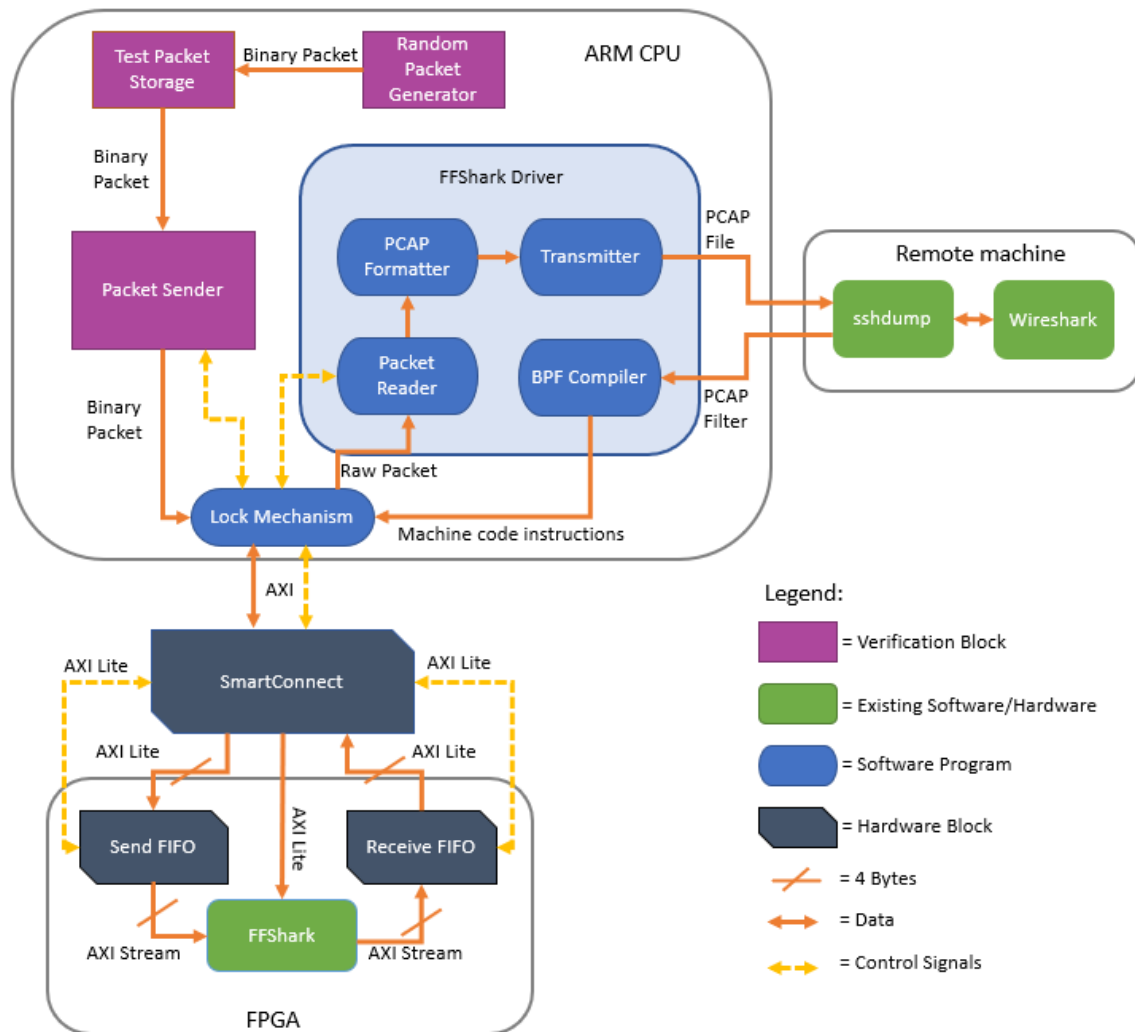 ARM CPU
Test Packet
Storage
Binary Packet
Random
Packet
Generator
Binary
Packet
FFShark Driver
PCAP
Formatter
Transmitter
PCAP
File
Remote machine
Packet Sender
sshdump
Wireshark
Packet
Reader
BPF Compiler
PCAP
Filter
Binary
Packet
Raw Packet
Lock Mechanism
Machine code instructions
AXI
AXI Lite
SmartConnect
AXI Lite
AXI Lite
AXI Lite
AXI Lite
Send FIFO
Receive FIFO
FFShark
AXI Stream
AXI Stream
FPGA
Legend:
= Verification Block
= Existing Software/Hardware
= Software Program
= Hardware Block
= 4 Bytes
= Data
= Control Signals